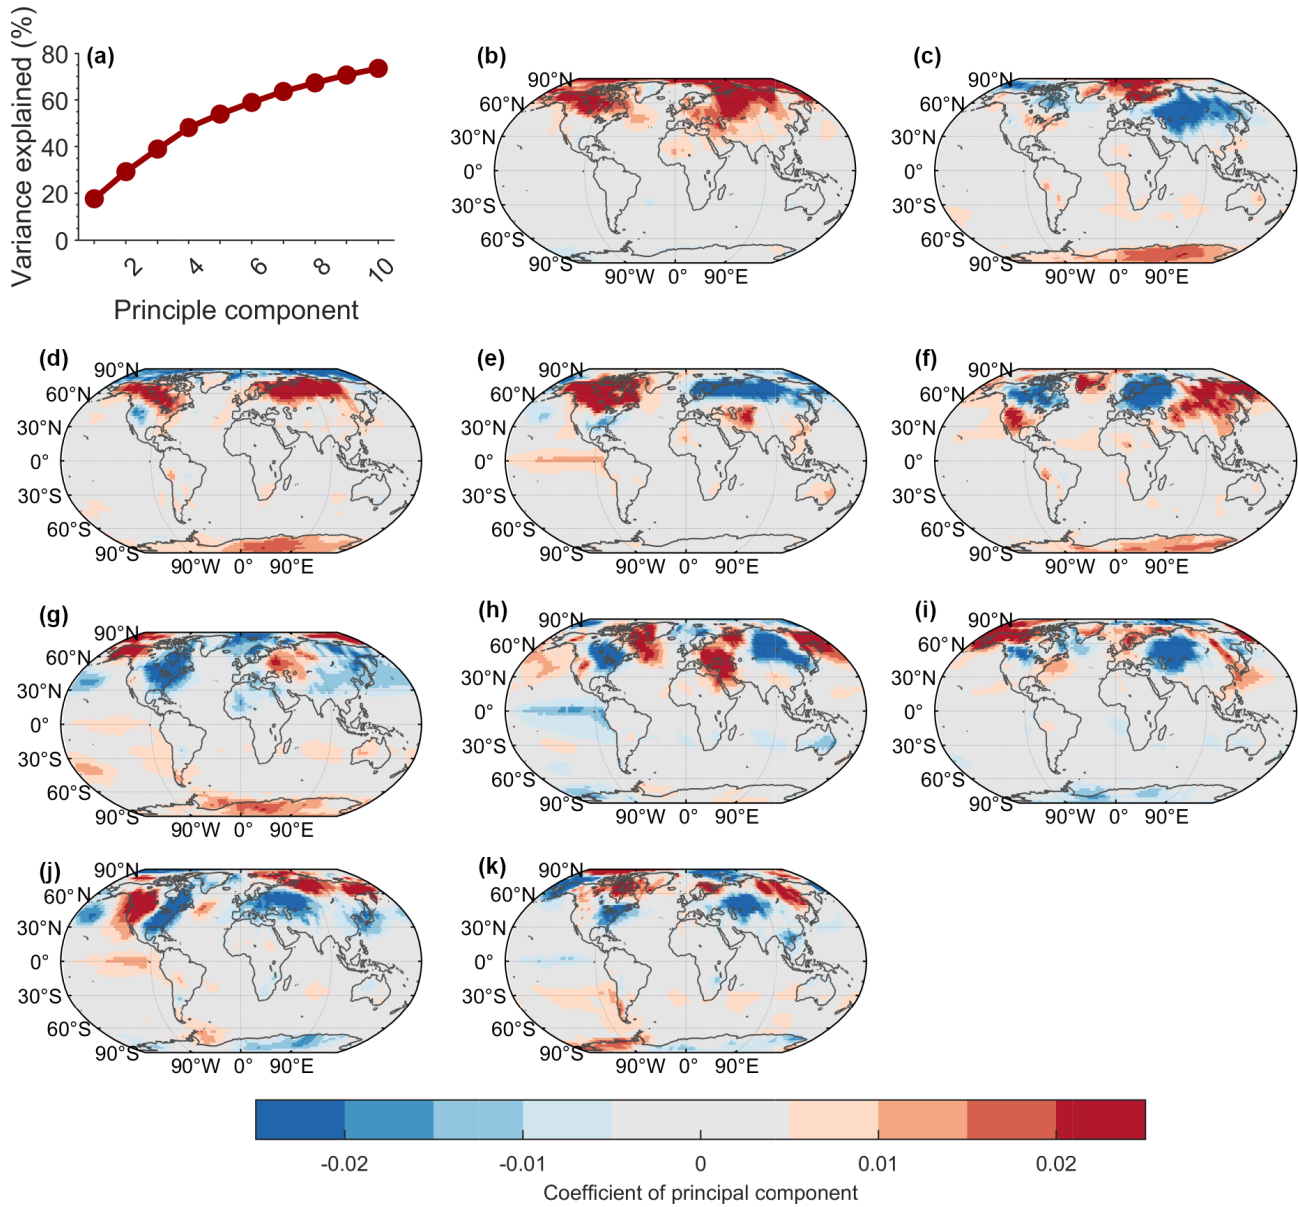 (a)
Variance explained (%)
80
60
40
20
0
2
4
6
8
10
Principle component
(b)
90°N
60°N
30°N
0°
30°S
60°S
90°S
90°W 0° 90°E
(c)
90°N
60°N
30°N
0°
30°S
60°S
90°S
90°W 0° 90°E
(d)
90°N
60°N
30°N
0°
30°S
60°S
90°S
90°W 0° 90°E
(e)
90°N
60°N
30°N
0°
30°S
60°S
90°S
90°W 0° 90°E
(f)
90°N
60°N
30°N
0°
30°S
60°S
90°S
90°W 0° 90°E
(g)
90°N
60°N
30°N
0°
30°S
60°S
90°S
90°W 0° 90°E
(h)
90°N
60°N
30°N
0°
30°S
60°S
90°S
90°W 0° 90°E
(i)
90°N
60°N
30°N
0°
30°S
60°S
90°S
90°W 0° 90°E
(j)
90°N
60°N
30°N
0°
30°S
60°S
90°S
90°W 0° 90°E
(k)
90°N
60°N
30°N
0°
30°S
60°S
90°S
90°W 0° 90°E
-0.02 -0.01 0 0.01 0.02
Coefficient of principal component